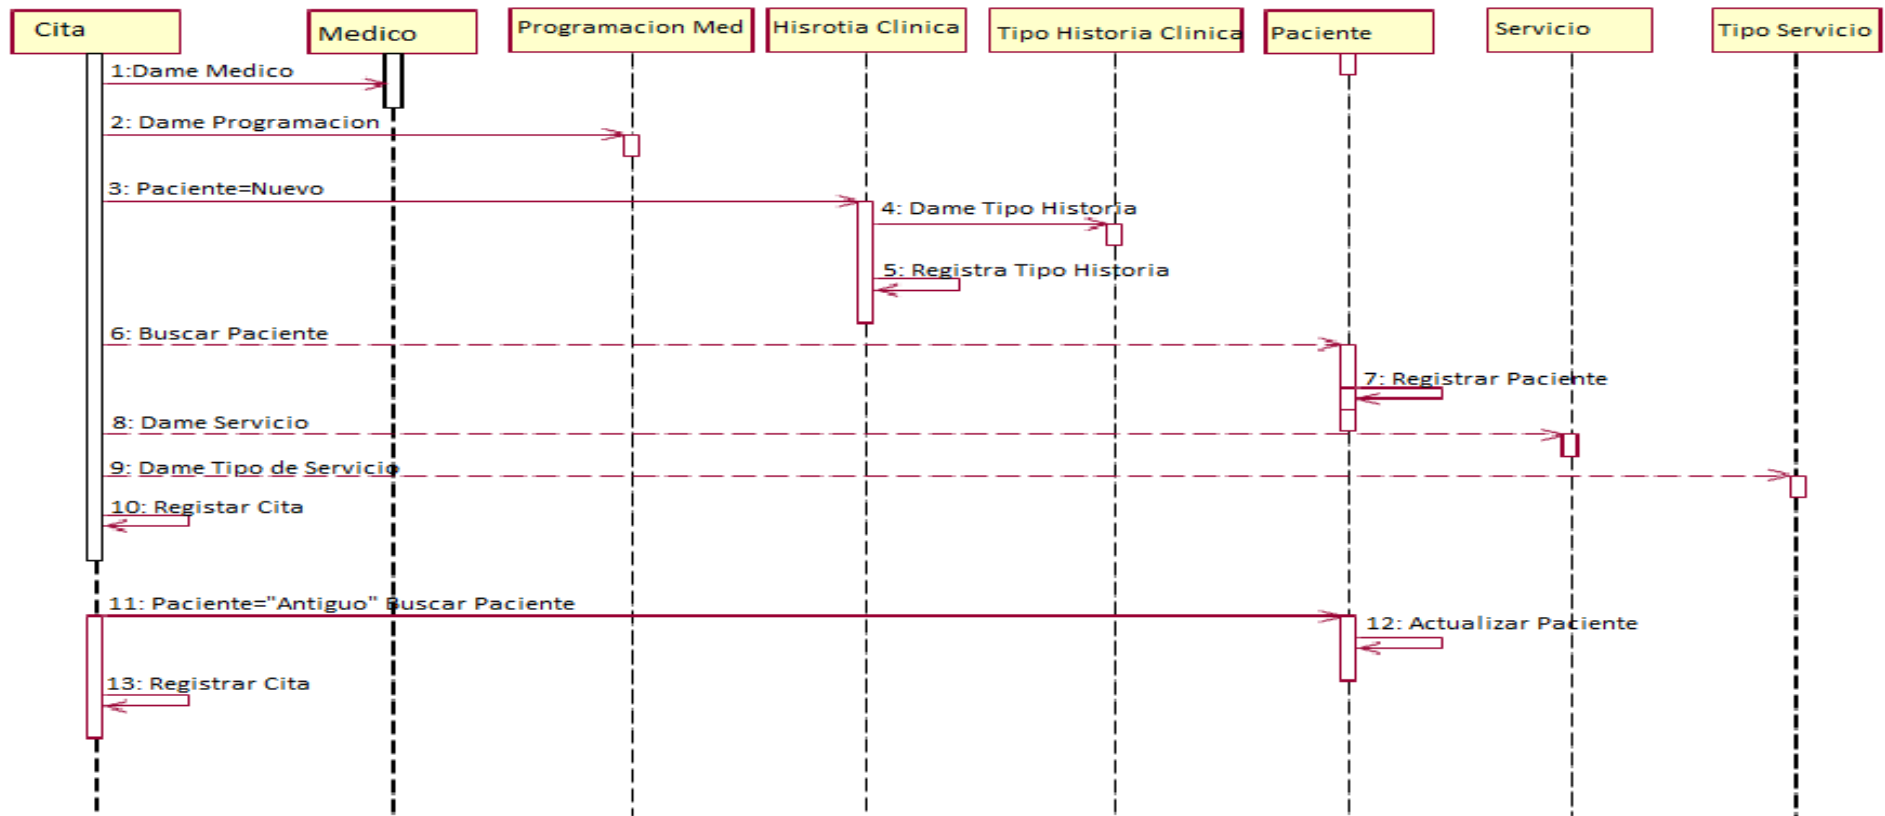 Cita
Medico
Programacion Med
Hisrotia Clinica
Tipo Historia Clinica
Paciente
Servicio
Tipo Servicio
1:Dame Medico
2: Dame Programacion
3: Paciente=Nuevo
4: Dame Tipo Historia
5: Registra Tipo Historia
6: Buscar Paciente
7: Registrar Paciente
8: Dame Servicio
9: Dame Tipo de Servicio
10: Registar Cita
11: Paciente="Antiguo" Buscar Paciente
12: Actualizar Paciente
13: Registrar Cita